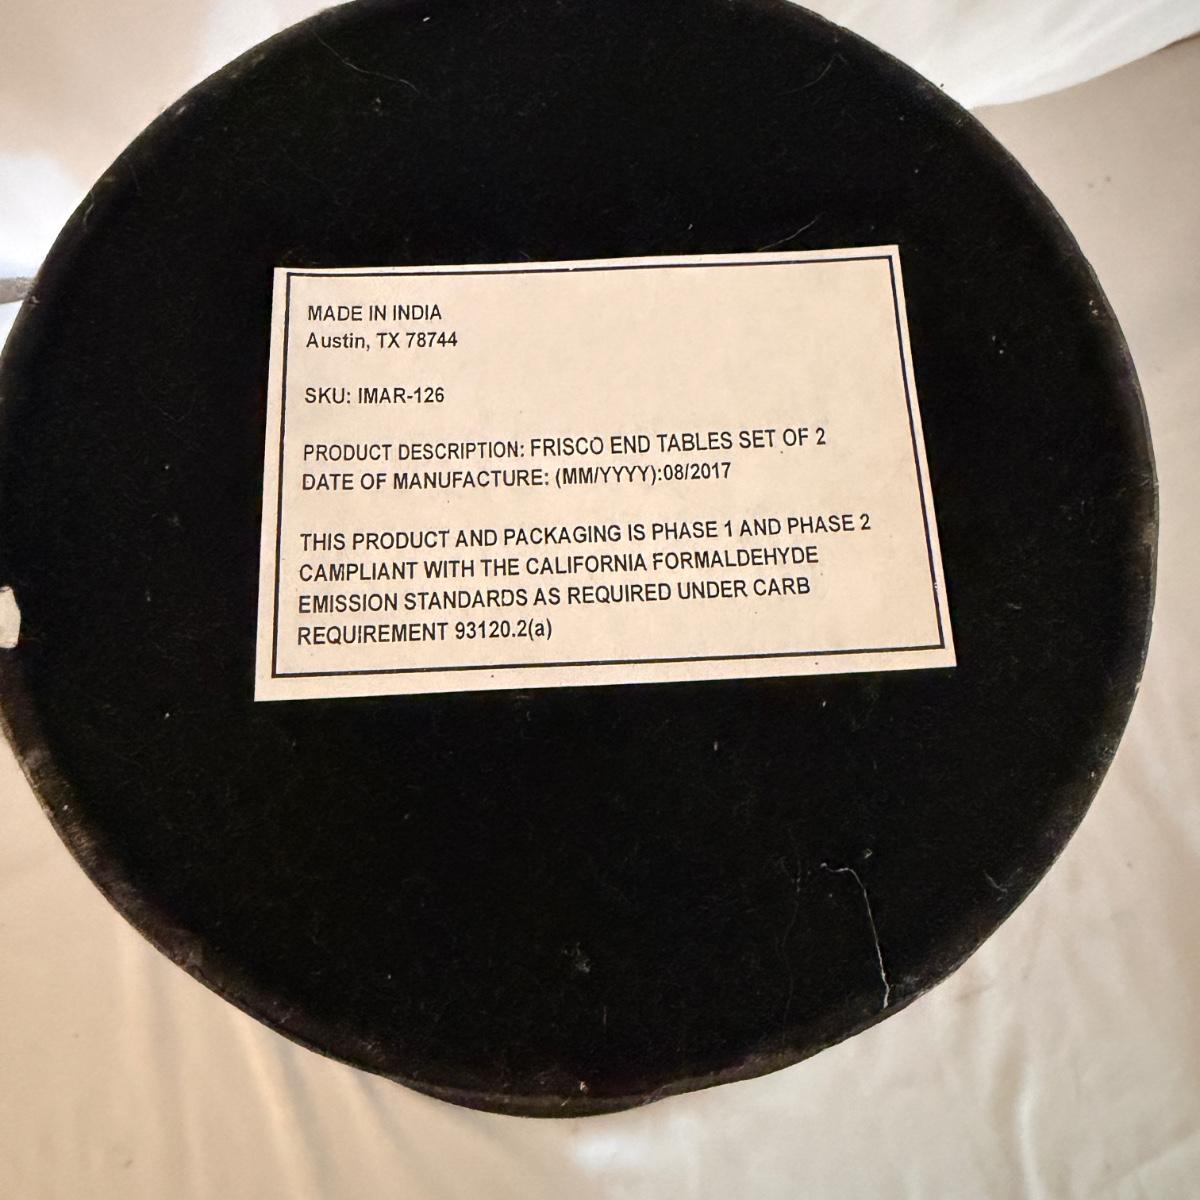 MADE IN INDIA
Austin, TX 78744
SKU: IMAR-126
PRODUCT DESCRIPTION: FRISCO END TABLES SET OF 2
DATE OF MANUFACTURE: (MM/YYYY):08/2017
THIS PRODUCT AND PACKAGING IS PHASE 1 AND PHASE 2
CAMPLIANT WITH THE CALIFORNIA FORMALDEHYDE
EMISSION STANDARDS AS REQUIRED UNDER CARB
REQUIREMENT 93120.2(a)